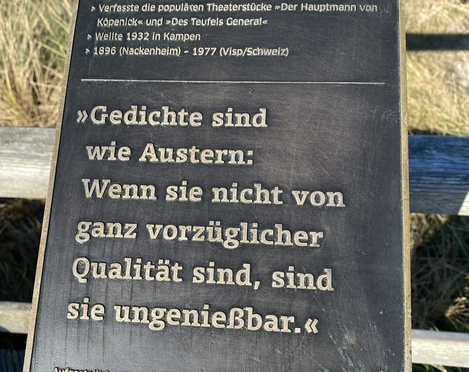 > Verfasste die populären Theaterstücke »Der Hauptmann von
Köpenick« und »Des Teufels General«
> Weilte 1932 in Kampen
> 1896 (Nackenheim) – 1977 (Visp/Schweiz)
»Gedichte sind
wie Austern:
Wenn sie nicht von
ganz vorzüglicher
Qualität sind, sind
sie ungenießbar.«